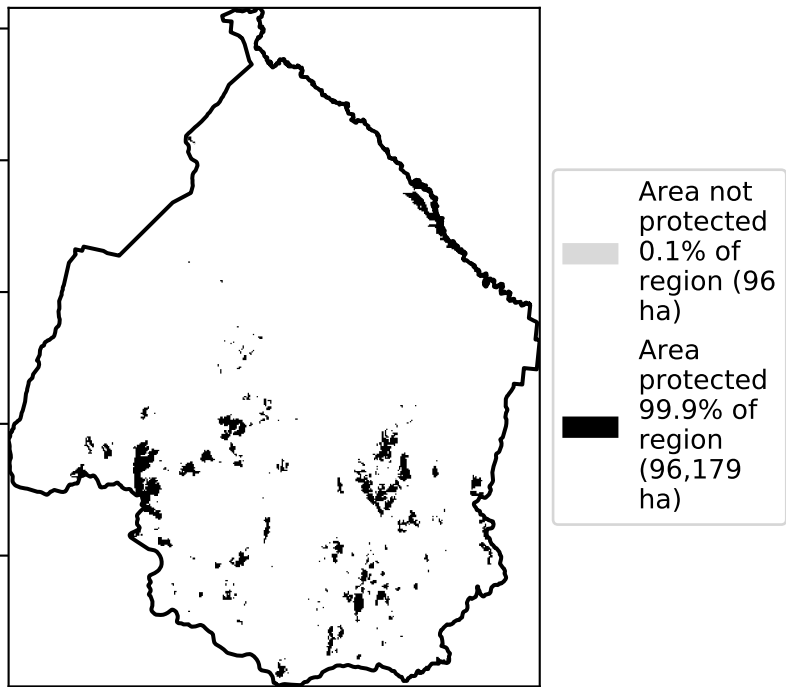 Area not
protected
0.1% of
region (96
ha)
Area
protected
99.9% of
region
(96,179
ha)